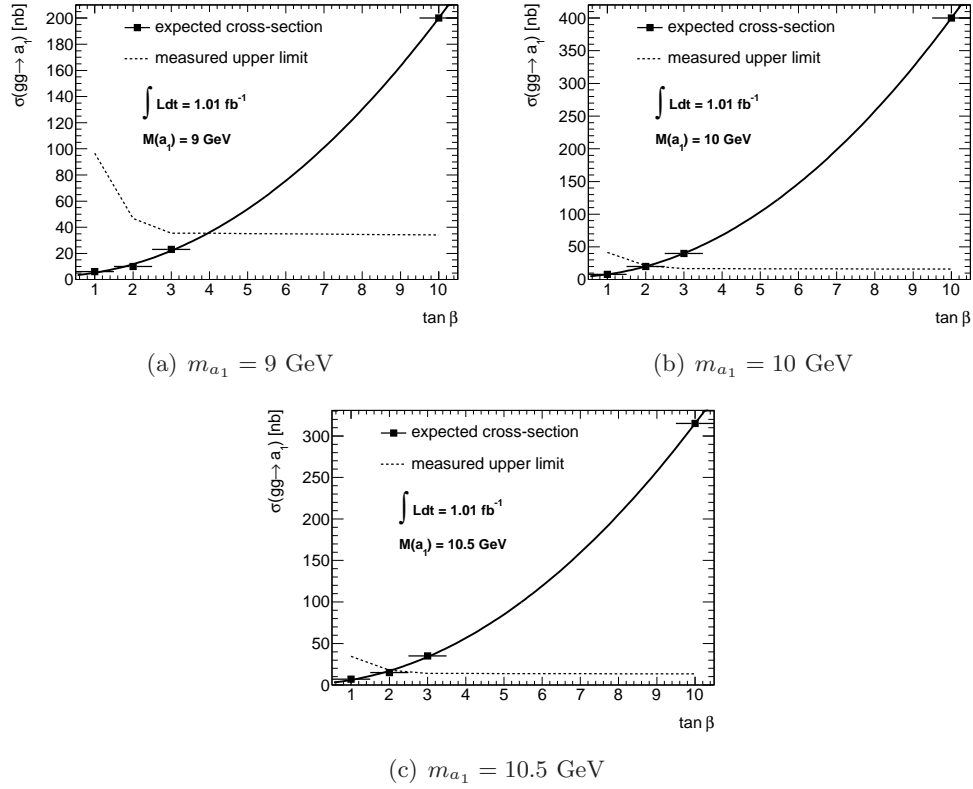 σ(gg→ a₁) [nb]
200
180
160
140
120
100
80
60
40
20
0
expected cross-section
measured upper limit
∫ Ldt = 1.01 fb⁻¹
M(a₁) = 9 GeV
1 2 3 4 5 6 7 8 9 10
tan β
(a) mₐ₁ = 9 GeV
σ(gg→ a₁) [nb]
400
350
300
250
200
150
100
50
0
expected cross-section
measured upper limit
∫ Ldt = 1.01 fb⁻¹
M(a₁) = 10 GeV
1 2 3 4 5 6 7 8 9 10
tan β
(b) mₐ₁ = 10 GeV
σ(gg→ a₁) [nb]
300
250
200
150
100
50
0
expected cross-section
measured upper limit
∫ Ldt = 1.01 fb⁻¹
M(a₁) = 10.5 GeV
1 2 3 4 5 6 7 8 9 10
tan β
(c) mₐ₁ = 10.5 GeV